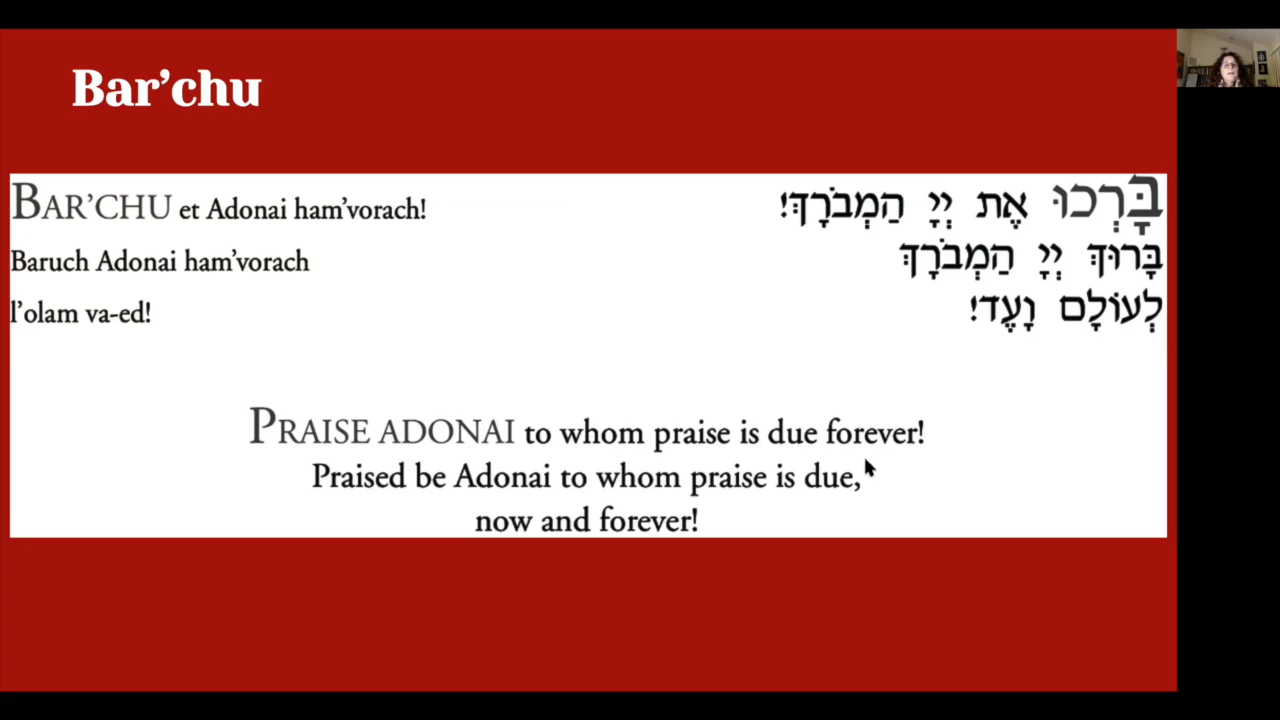 Bar’chu
BAR’CHU et Adonai ham’vorach!
Baruch Adonai ham’vorach
l’olam va-ed!
בָּרְכוּ אֶת יְיָ הַמְבֹרָךְ!
בָּרוּךְ יְיָ הַמְבֹרָךְ
לְעוֹלָם וָעֶד!
PRAISE ADONAI to whom praise is due forever!
Praised be Adonai to whom praise is due,
now and forever!